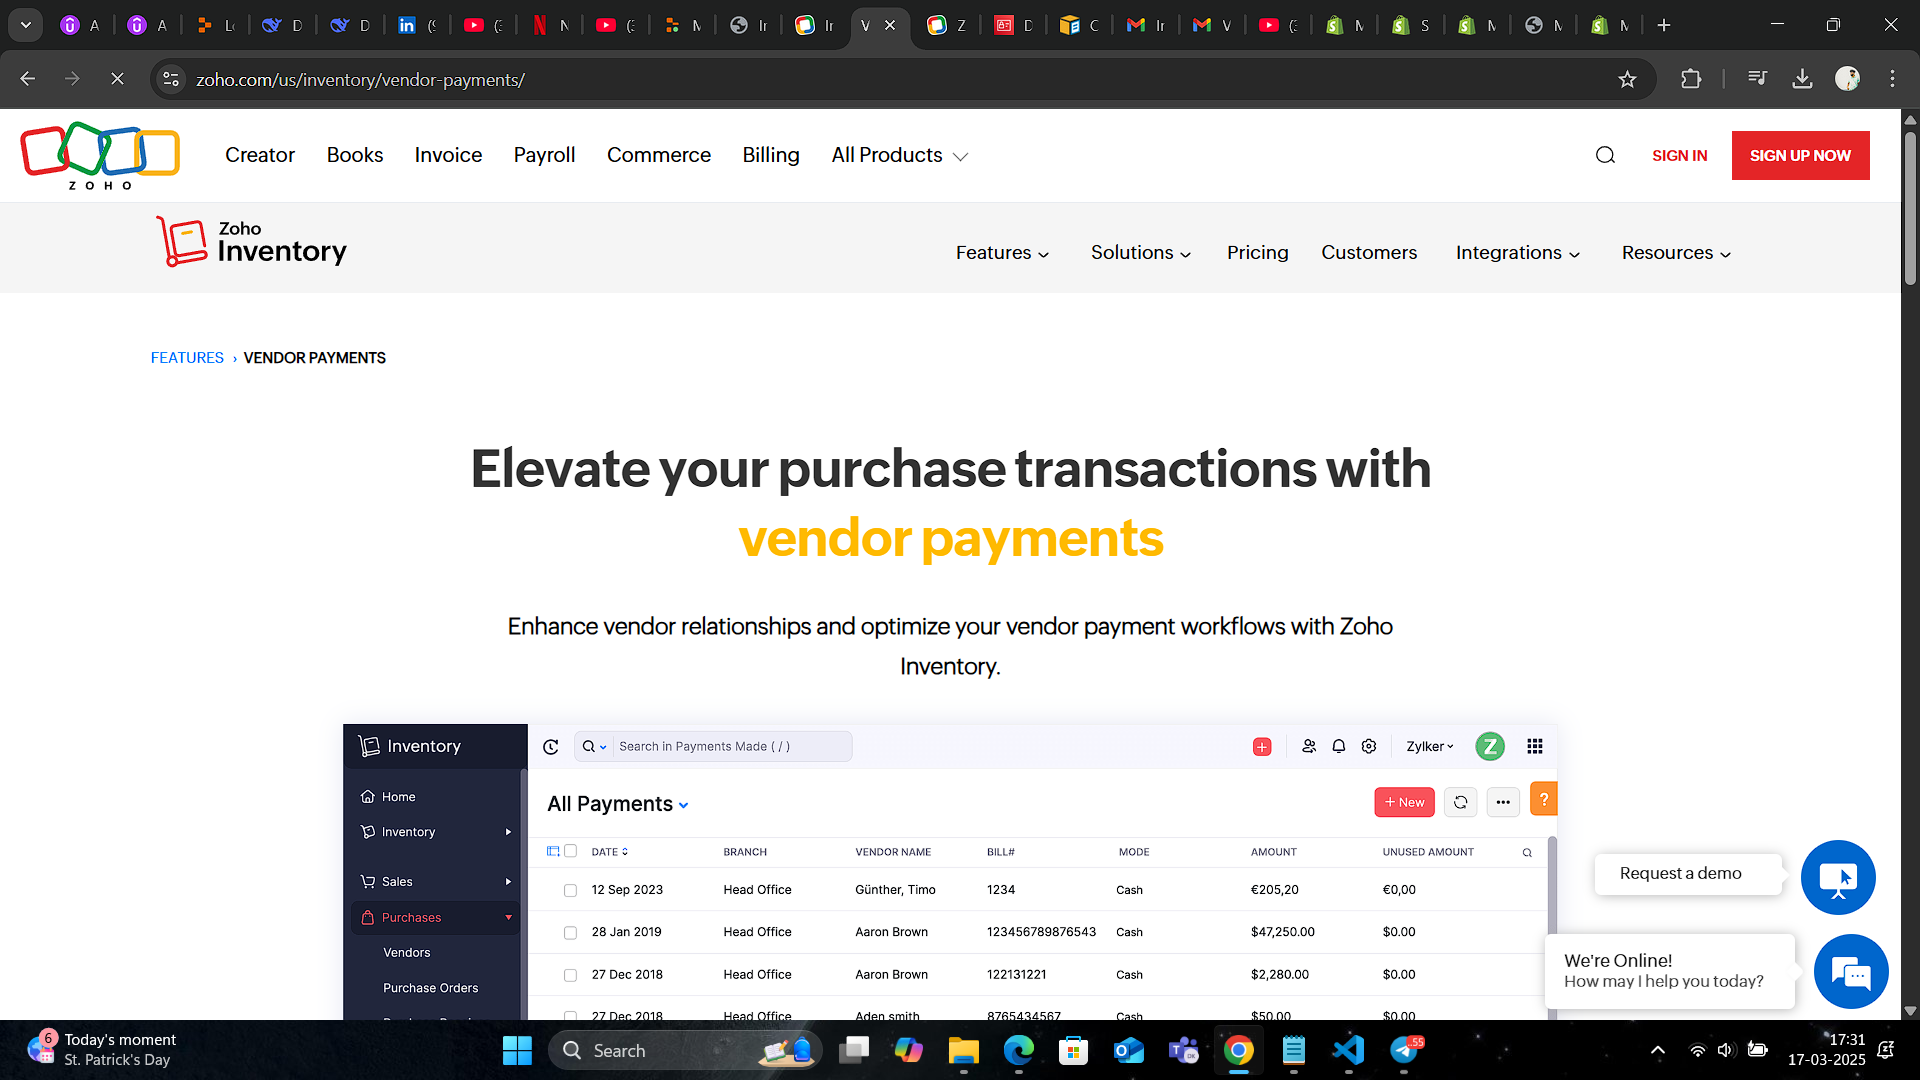 zoho.com/us/inventory/vendor-payments/
ZOHO
Creator
Books
Invoice
Payroll
Commerce
Billing
All Products
SIGN IN
SIGN UP NOW
Zoho
Inventory
Features
Solutions
Pricing
Customers
Integrations
Resources
FEATURES › VENDOR PAYMENTS
Elevate your purchase transactions with
vendor payments
Enhance vendor relationships and optimize your vendor payment workflows with Zoho
Inventory.
Inventory
Search in Payments Made ( / )
Zylker
Z
Home
Inventory
Sales
Purchases
Vendors
Purchase Orders
All Payments
+ New
?
DATE BRANCH VENDOR NAME BILL# MODE AMOUNT UNUSED AMOUNT
12 Sep 2023 Head Office Günther, Timo 1234 Cash €205,20 €0,00
28 Jan 2019 Head Office Aaron Brown 123456789876543 Cash $47,250.00 $0.00
27 Dec 2018 Head Office Aaron Brown 122131221 Cash $2,280.00 $0.00
27 Dec 2018 Head Office Aden smith 8765434567 Cash $50.00 $0.00
Request a demo
We're Online!
How may I help you today?
6
Today's moment
St. Patrick's Day
Search
55
17:31
17-03-2025